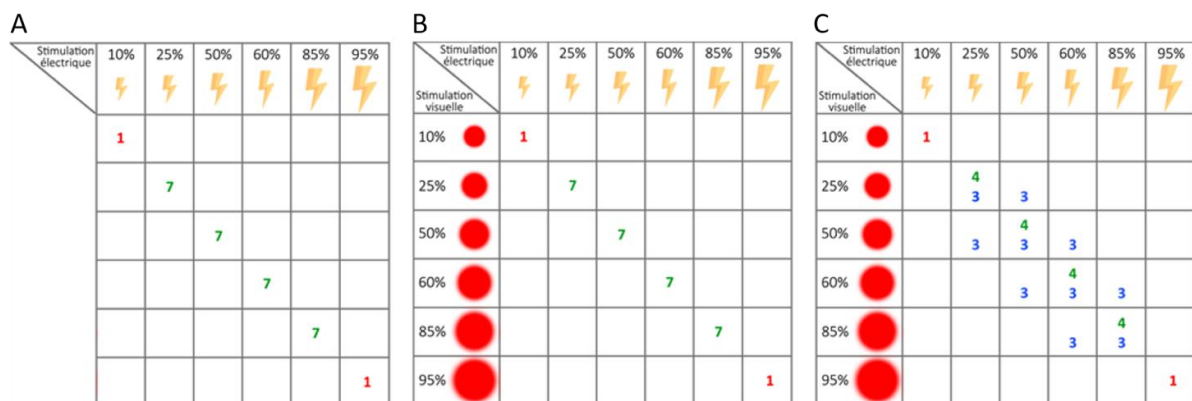 A B C
Stimulation électrique 10% 25% 50% 60% 85% 95%
1
7
7
7
7
1
Stimulation électrique 10% 25% 50% 60% 85% 95%
Stimulation visuelle
10% 1
25% 7
50% 7
60% 7
85% 7
95% 1
Stimulation électrique 10% 25% 50% 60% 85% 95%
Stimulation visuelle
10% 1
25% 4
3 3
50% 4
3 3 3
60% 4
3 3 3
85% 4
3 3
95% 1